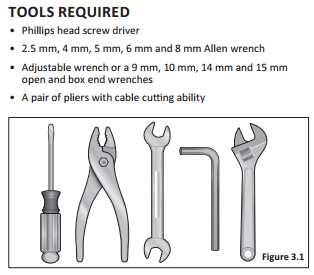 TOOLS REQUIRED
• Phillips head screw driver
• 2.5 mm, 4 mm, 5 mm, 6 mm and 8 mm Allen wrench
• Adjustable wrench or a 9 mm, 10 mm, 14 mm and 15 mm
open and box end wrenches
• A pair of pliers with cable cutting ability
Figure 3.1